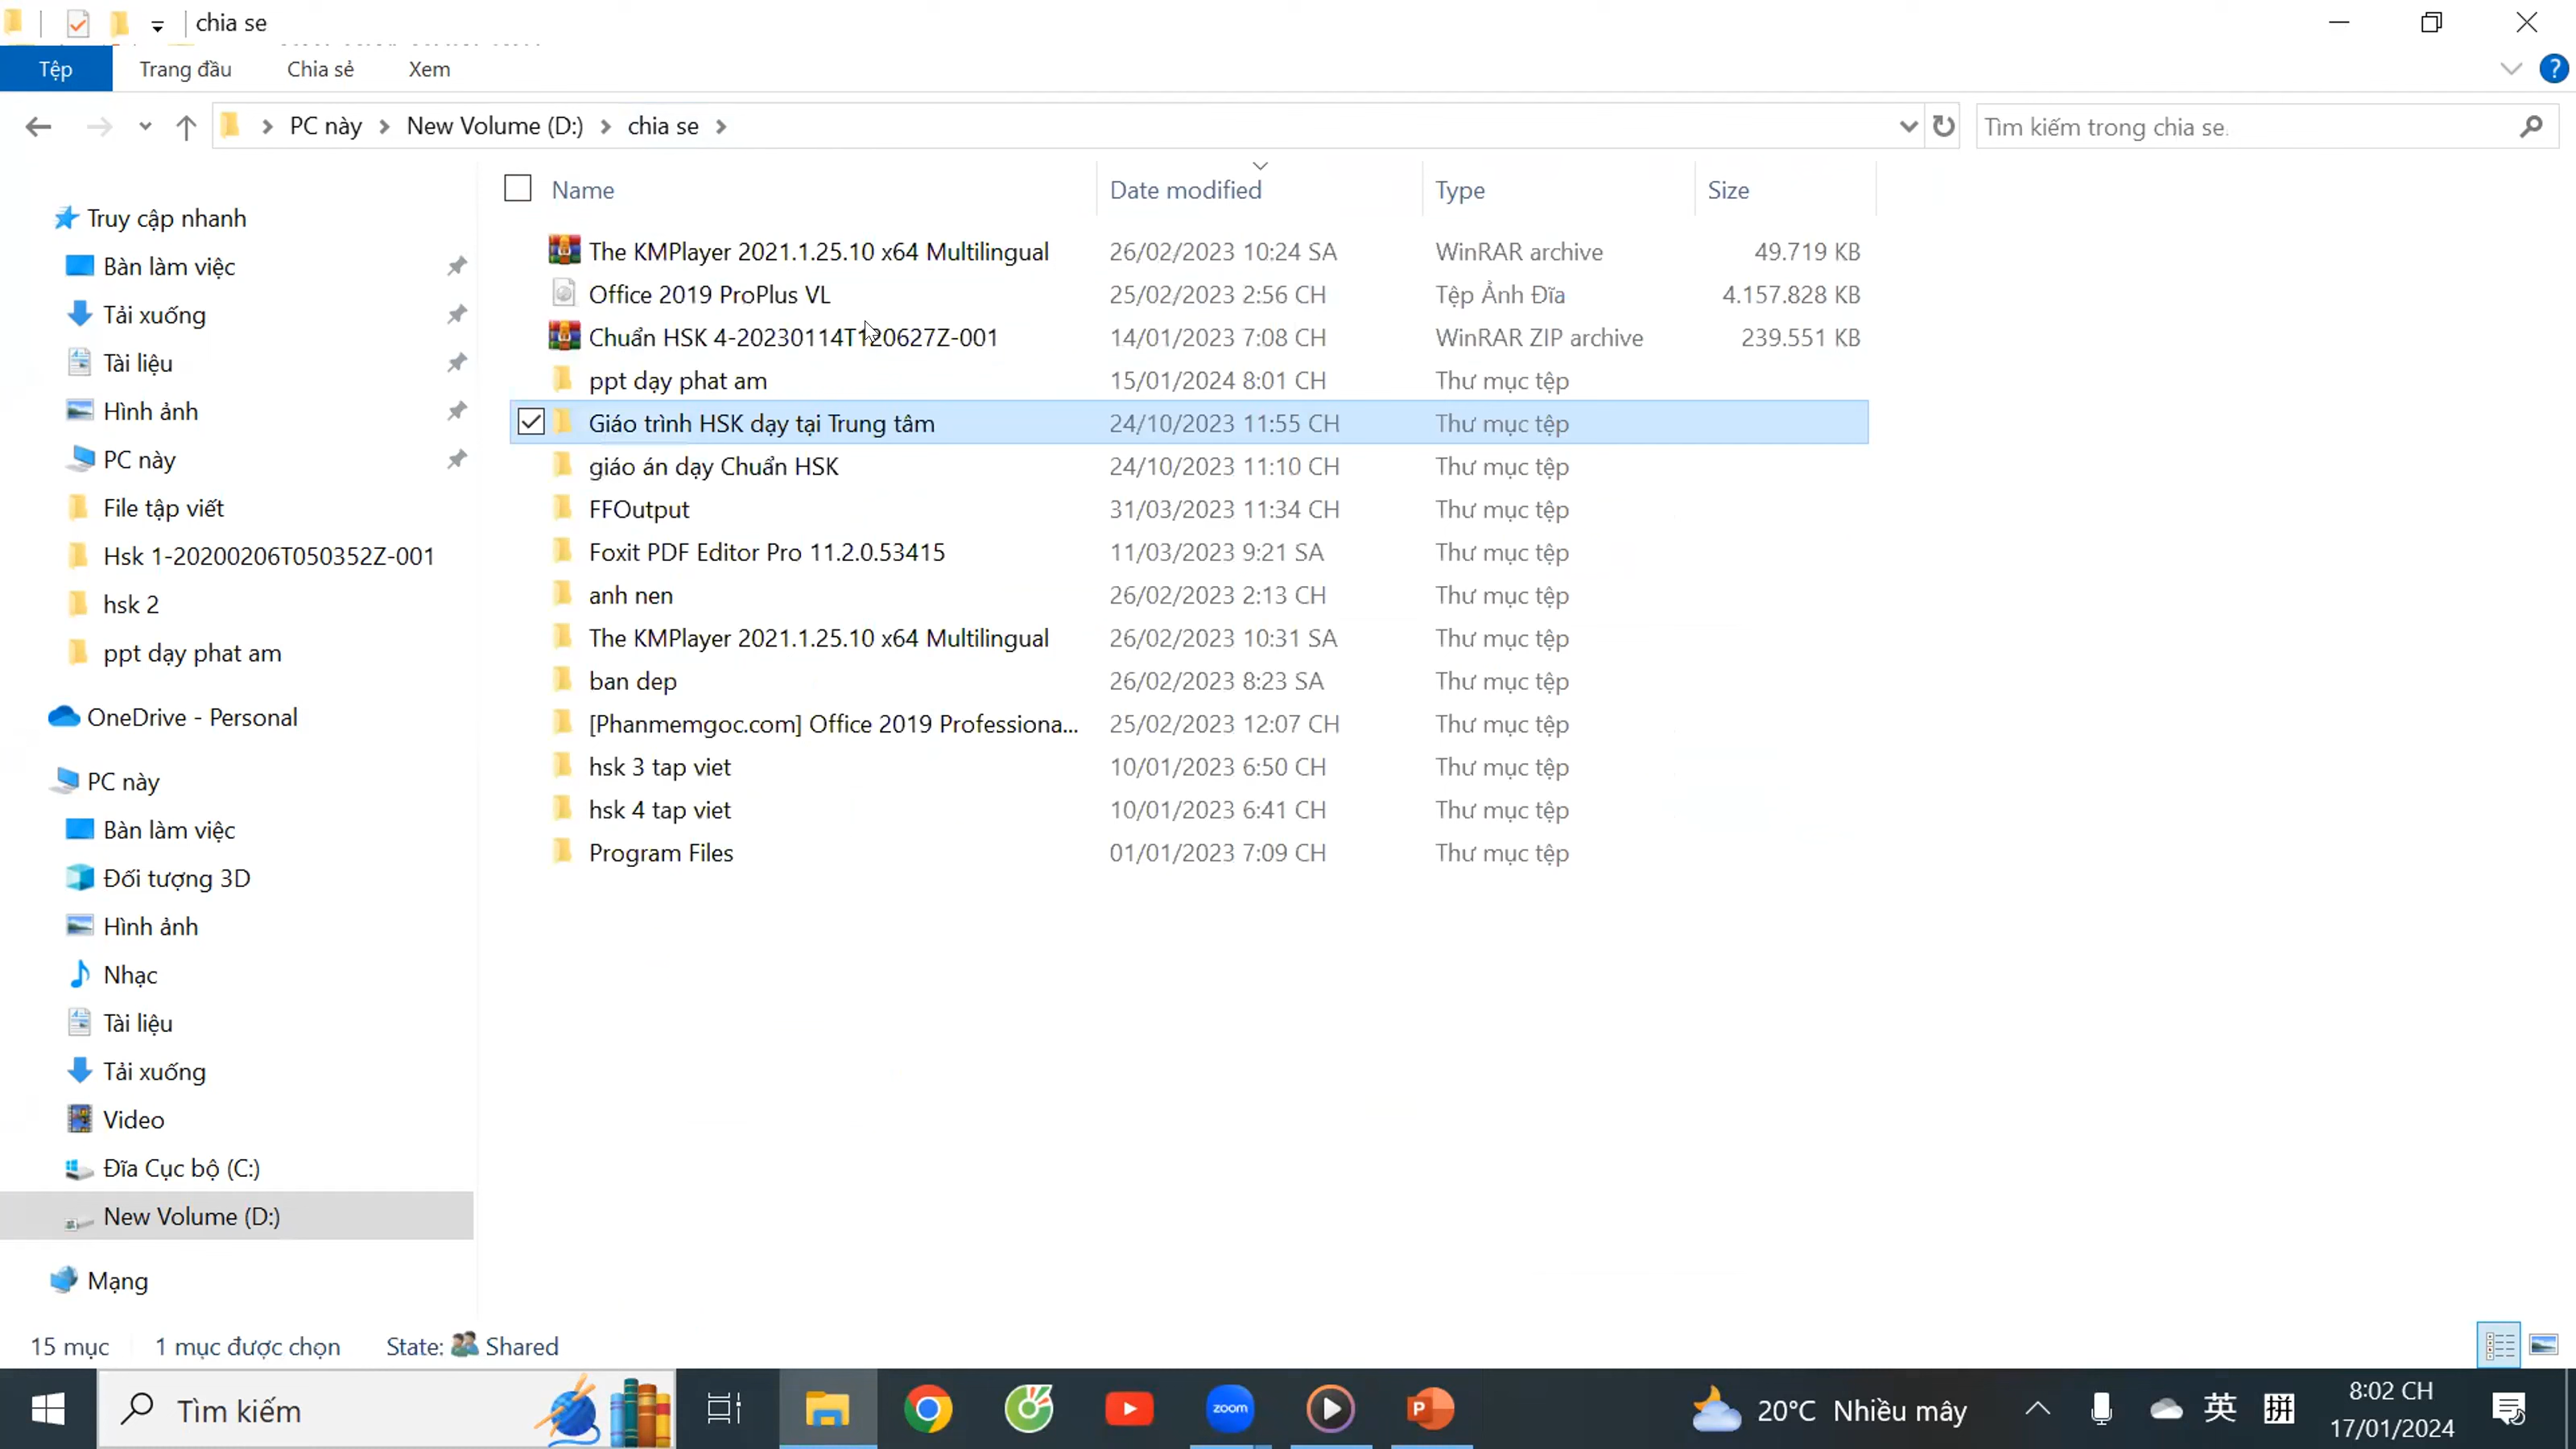 chia se
Tệp Trang đầu Chia sẻ Xem
PC này New Volume (D:) chia se Tìm kiếm trong chia se.
Name Date modified Type Size
Truy cập nhanh
Bàn làm việc
Tải xuống
Tài liệu
Hình ảnh
PC này
File tập viết
Hsk 1-20200206T050352Z-001
hsk 2
ppt dạy phat am
OneDrive - Personal
PC này
Bàn làm việc
Đối tượng 3D
Hình ảnh
Nhạc
Tài liệu
Tải xuống
Video
Đĩa Cục bộ (C:)
New Volume (D:)
Mạng
The KMPlayer 2021.1.25.10 x64 Multilingual 26/02/2023 10:24 SA WinRAR archive 49.719 KB
Office 2019 ProPlus VL 25/02/2023 2:56 CH Tệp Ảnh Đĩa 4.157.828 KB
Chuẩn HSK 4-20230114T120627Z-001 14/01/2023 7:08 CH WinRAR ZIP archive 239.551 KB
ppt dạy phat am 15/01/2024 8:01 CH Thư mục tệp
Giáo trình HSK dạy tại Trung tâm 24/10/2023 11:55 CH Thư mục tệp
giáo án dạy Chuẩn HSK 24/10/2023 11:10 CH Thư mục tệp
FFOutput 31/03/2023 11:34 CH Thư mục tệp
Foxit PDF Editor Pro 11.2.0.53415 11/03/2023 9:21 SA Thư mục tệp
anh nen 26/02/2023 2:13 CH Thư mục tệp
The KMPlayer 2021.1.25.10 x64 Multilingual 26/02/2023 10:31 SA Thư mục tệp
ban dep 26/02/2023 8:23 SA Thư mục tệp
[Phanmemgoc.com] Office 2019 Professiona... 25/02/2023 12:07 CH Thư mục tệp
hsk 3 tap viet 10/01/2023 6:50 CH Thư mục tệp
hsk 4 tap viet 10/01/2023 6:41 CH Thư mục tệp
Program Files 01/01/2023 7:09 CH Thư mục tệp
15 mục 1 mục được chọn State: Shared
Tìm kiếm zoom P 20°C Nhiều mây 英 拼 8:02 CH
17/01/2024